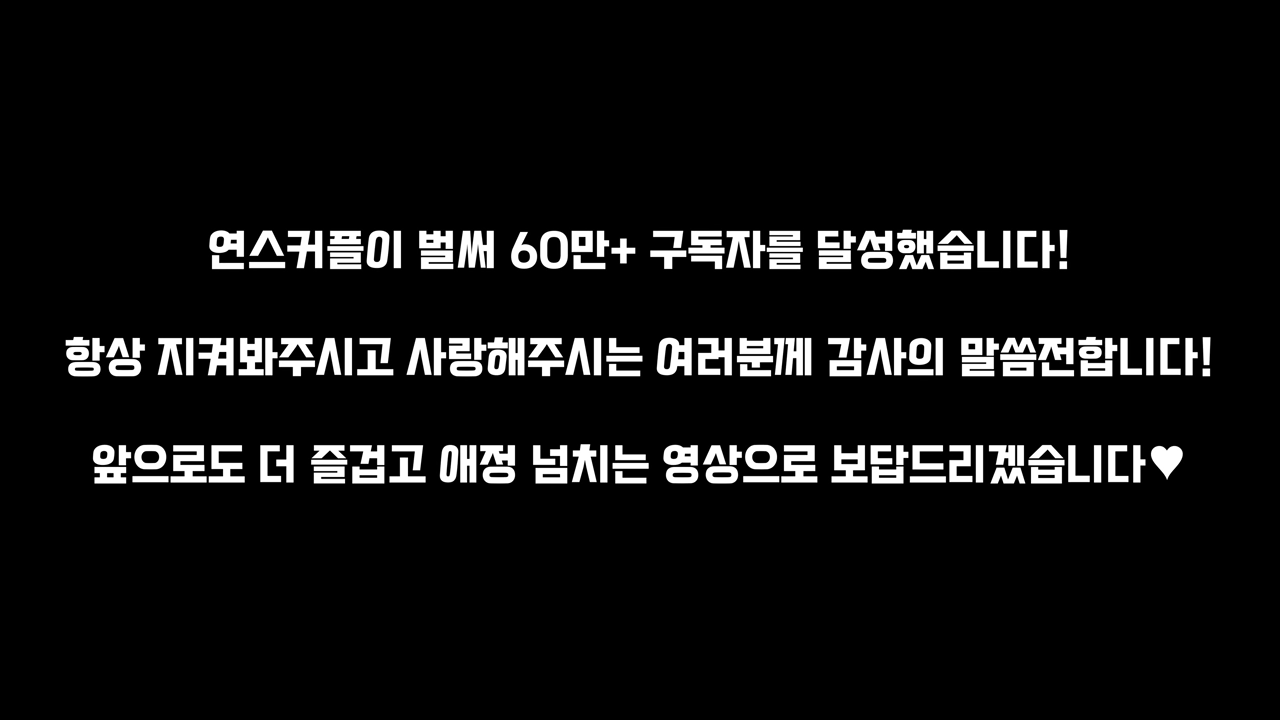 연스커플이 벌써 60만+ 구독자를 달성했습니다!
항상 지켜봐주시고 사랑해주시는 여러분께 감사의 말씀전합니다!
앞으로도 더 즐겁고 애정 넘치는 영상으로 보답드리겠습니다♥